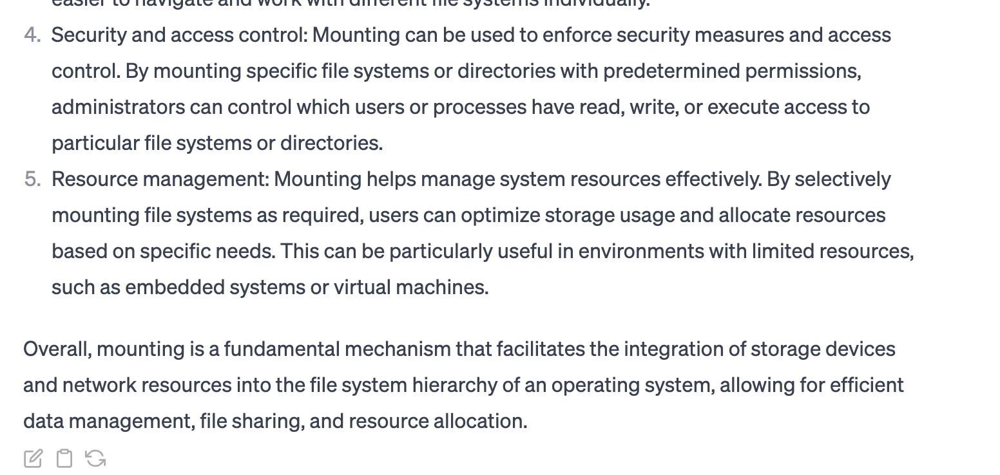 easier to navigate and work with different file systems individually.
4. Security and access control: Mounting can be used to enforce security measures and access
control. By mounting specific file systems or directories with predetermined permissions,
administrators can control which users or processes have read, write, or execute access to
particular file systems or directories.
5. Resource management: Mounting helps manage system resources effectively. By selectively
mounting file systems as required, users can optimize storage usage and allocate resources
based on specific needs. This can be particularly useful in environments with limited resources,
such as embedded systems or virtual machines.
Overall, mounting is a fundamental mechanism that facilitates the integration of storage devices
and network resources into the file system hierarchy of an operating system, allowing for efficient
data management, file sharing, and resource allocation.